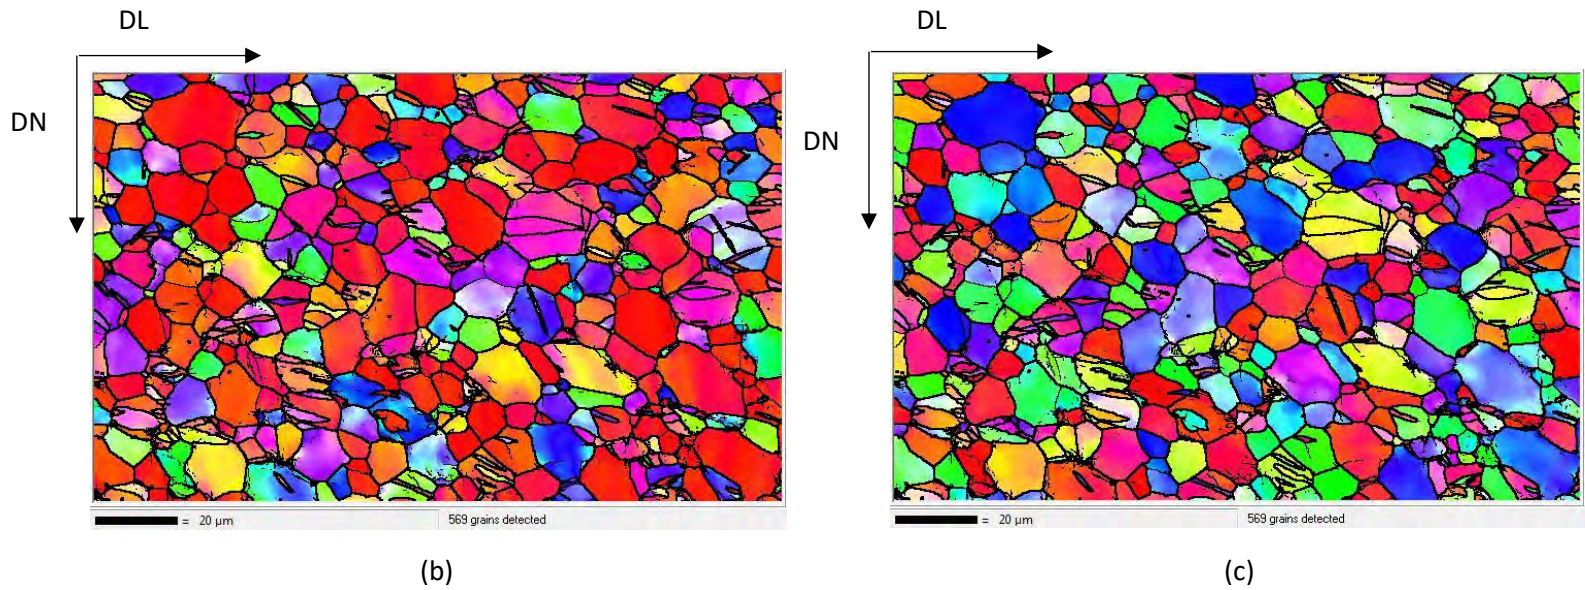 DL
DN
= 20 µm
569 grains detected
(b)
DL
DN
= 20 µm
569 grains detected
(c)